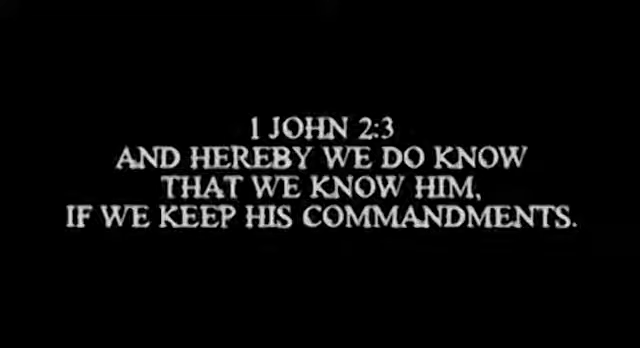 1 JOHN 2:3
AND HEREBY WE DO KNOW
THAT WE KNOW HIM,
IF WE KEEP HIS COMMANDMENTS.